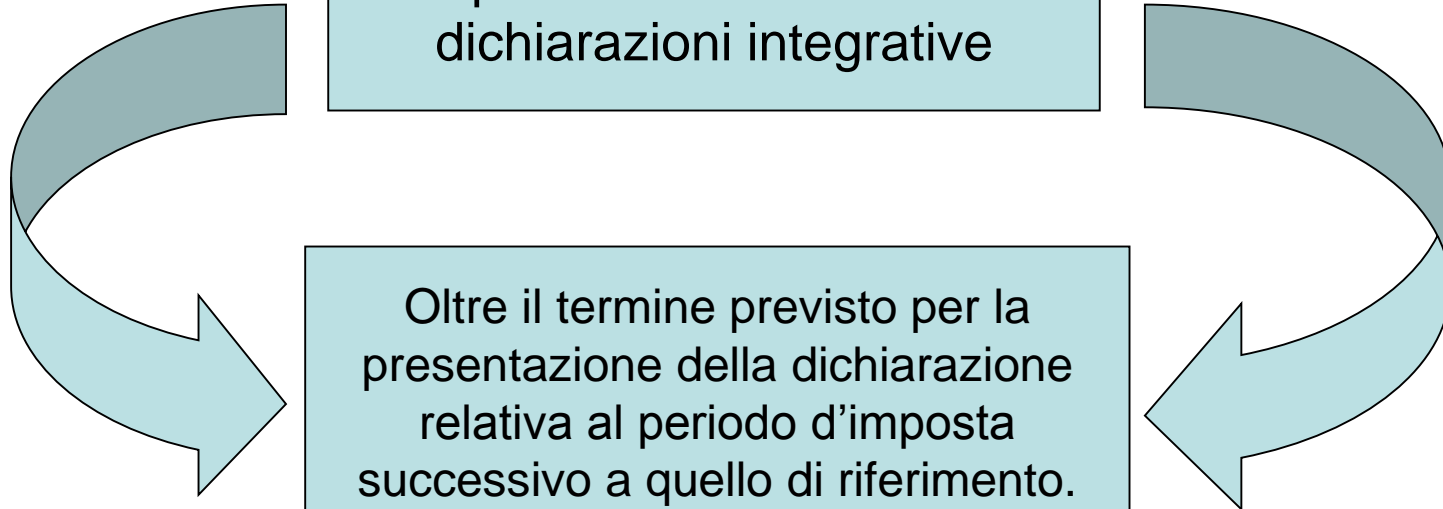 dichiarazioni integrative
Oltre il termine previsto per la
presentazione della dichiarazione
relativa al periodo d’imposta
successivo a quello di riferimento.